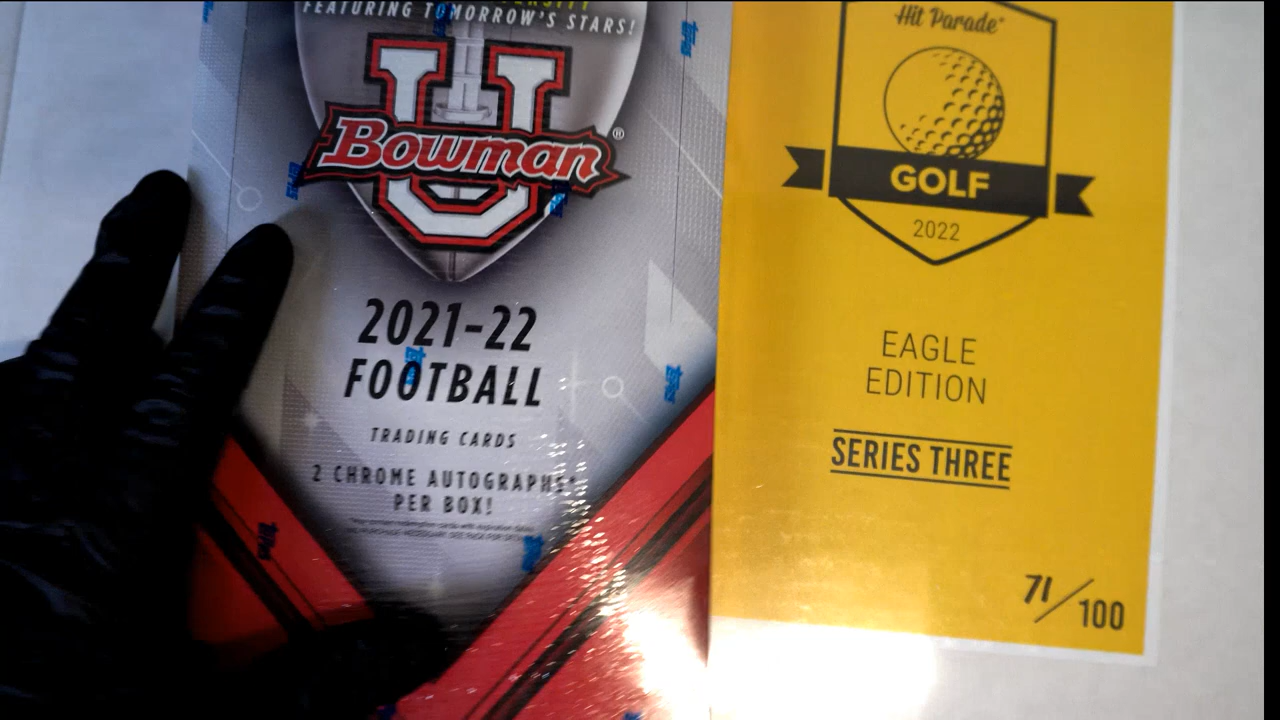 FEATURING TOMORROW'S STARS!
U
Bowman®
2021-22
FOOTBALL
TRADING CARDS
2 CHROME AUTOGRAPHS*
PER BOX!
topps
Hit Parade®
GOLF
2022
EAGLE
EDITION
SERIES THREE
71/100